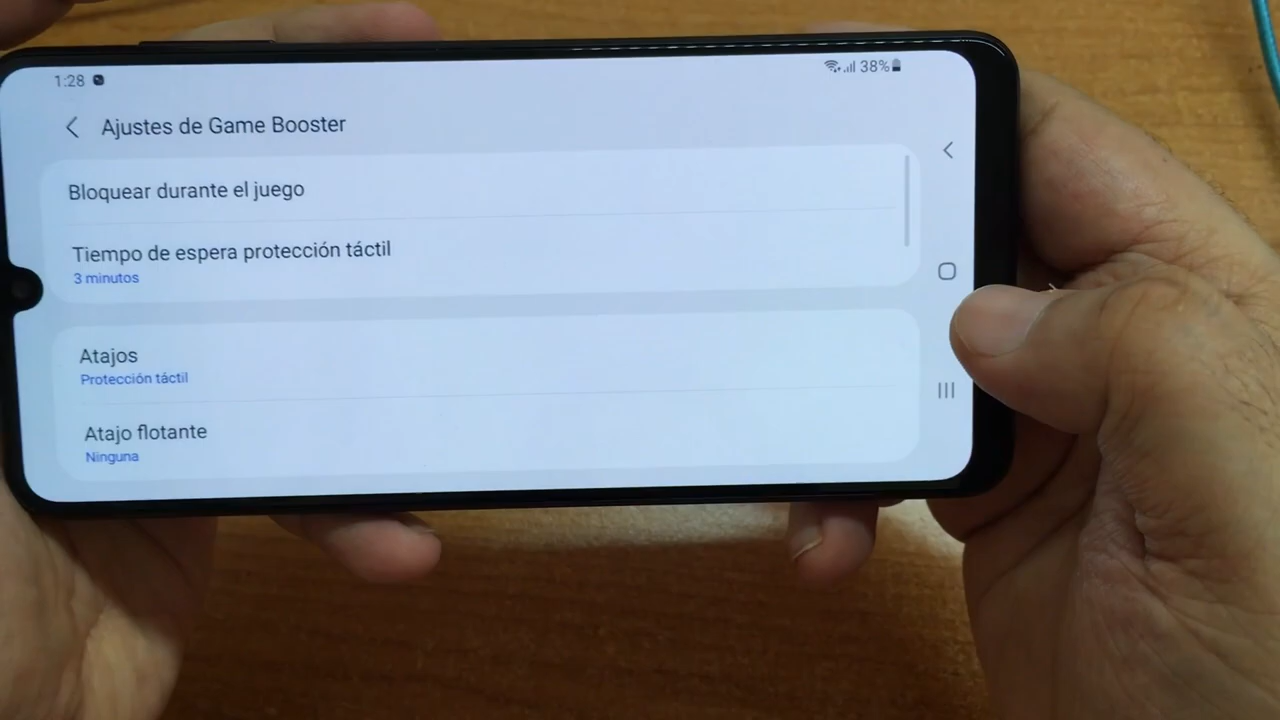 1:28
38%
Ajustes de Game Booster
Bloquear durante el juego
Tiempo de espera protección táctil
3 minutos
Atajos
Protección táctil
Atajo flotante
Ninguna